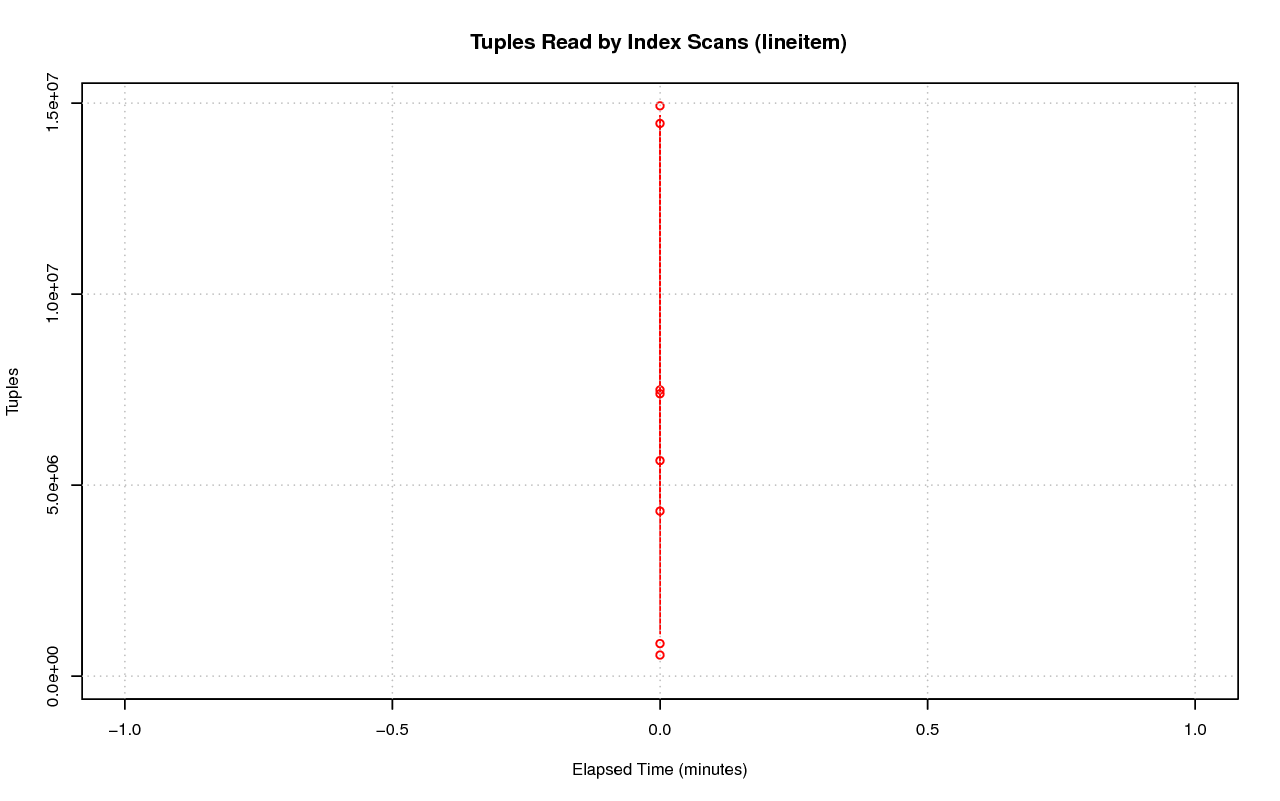 Tuples Read by Index Scans (lineitem)
Tuples
1.5e+07
1.0e+07
5.0e+06
0.0e+00
−1.0 −0.5 0.0 0.5 1.0
Elapsed Time (minutes)